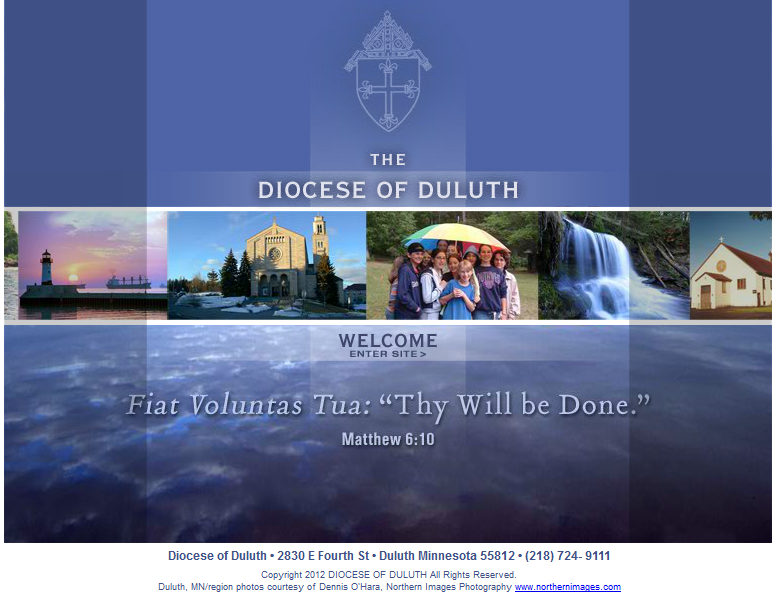 THE
DIOCESE OF DULUTH
WELCOME
ENTER SITE >
Fiat Voluntas Tua: “Thy Will be Done.”
Matthew 6:10
Diocese of Duluth • 2830 E Fourth St • Duluth Minnesota 55812 • (218) 724- 9111
Copyright 2012 DIOCESE OF DULUTH All Rights Reserved.
Duluth, MN/region photos courtesy of Dennis O'Hara, Northern Images Photography www.northernimages.com